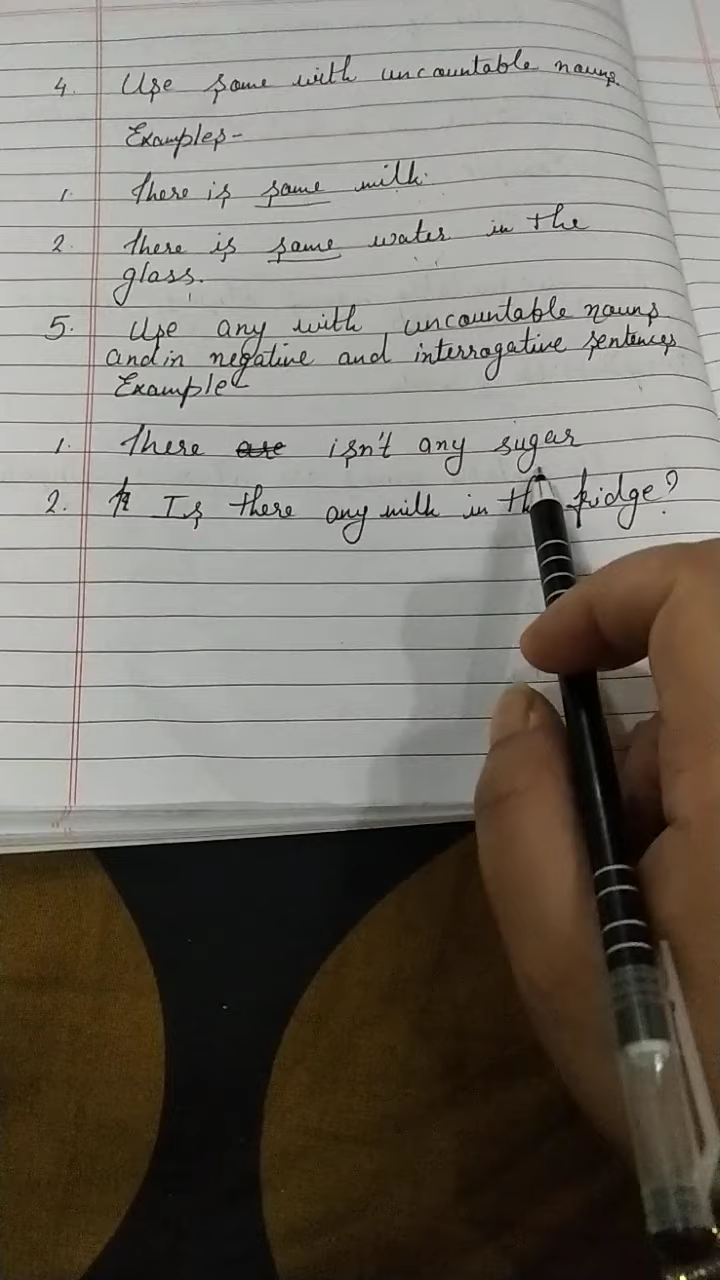 4. Use some with uncountable nouns.
Examples-
1. There is some milk.
2. There is some water in the
glass.
5. Use any with uncountable nouns
and in negative and interrogative sentences
Example-
1. There are isn't any sugar
2. Is there any milk in the fridge?